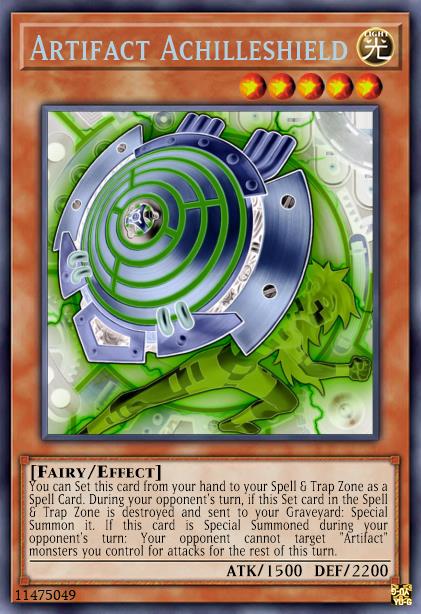 ARTIFACT ACHILLESHIELD
LIGHT
光
[FAIRY/EFFECT]
You can Set this card from your hand to your Spell & Trap Zone as a
Spell Card. During your opponent's turn, if this Set card in the Spell
& Trap Zone is destroyed and sent to your Graveyard: Special
Summon it. If this card is Special Summoned during your
opponent's turn: Your opponent cannot target "Artifact"
monsters you control for attacks for the rest of this turn.
ATK/1500 DEF/2200
11475049